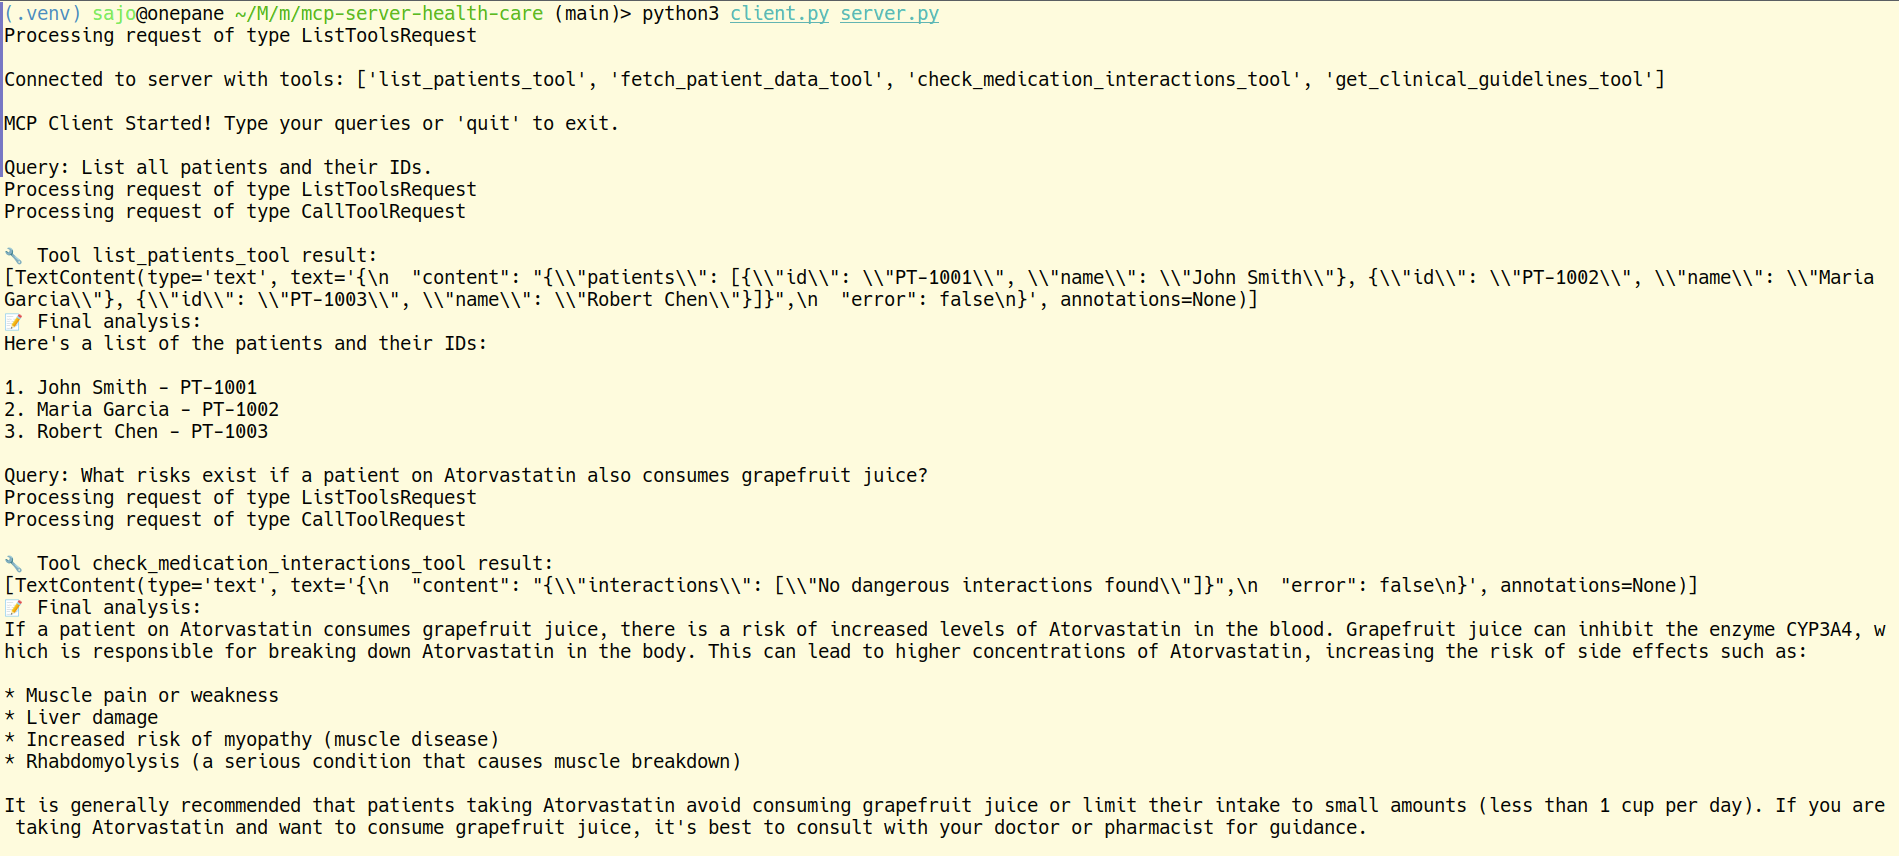 (.venv) sajo@onepane ~/M/m/mcp-server-health-care (main)> python3 client.py server.py
Processing request of type ListToolsRequest
Connected to server with tools: ['list_patients_tool', 'fetch_patient_data_tool', 'check_medication_interactions_tool', 'get_clinical_guidelines_tool']
MCP Client Started! Type your queries or 'quit' to exit.
Query: List all patients and their IDs.
Processing request of type ListToolsRequest
Processing request of type CallToolRequest
🔧 Tool list_patients_tool result:
[TextContent(type='text', text='{\n  "content": "{\\"patients\\": [{\\"id\\": \\"PT-1001\\", \\"name\\": \\"John Smith\\"}, {\\"id\\": \\"PT-1002\\", \\"name\\": \\"Maria
Garcia\\"}, {\\"id\\": \\"PT-1003\\", \\"name\\": \\"Robert Chen\\"}]}",\n  "error": false\n}', annotations=None)]
📝 Final analysis:
Here's a list of the patients and their IDs:
1. John Smith - PT-1001
2. Maria Garcia - PT-1002
3. Robert Chen - PT-1003
Query: What risks exist if a patient on Atorvastatin also consumes grapefruit juice?
Processing request of type ListToolsRequest
Processing request of type CallToolRequest
🔧 Tool check_medication_interactions_tool result:
[TextContent(type='text', text='{\n  "content": "{\\"interactions\\": [\\"No dangerous interactions found\\"]}",\n  "error": false\n}', annotations=None)]
📝 Final analysis:
If a patient on Atorvastatin consumes grapefruit juice, there is a risk of increased levels of Atorvastatin in the blood. Grapefruit juice can inhibit the enzyme CYP3A4, w
hich is responsible for breaking down Atorvastatin in the body. This can lead to higher concentrations of Atorvastatin, increasing the risk of side effects such as:
* Muscle pain or weakness
* Liver damage
* Increased risk of myopathy (muscle disease)
* Rhabdomyolysis (a serious condition that causes muscle breakdown)
It is generally recommended that patients taking Atorvastatin avoid consuming grapefruit juice or limit their intake to small amounts (less than 1 cup per day). If you are
taking Atorvastatin and want to consume grapefruit juice, it's best to consult with your doctor or pharmacist for guidance.